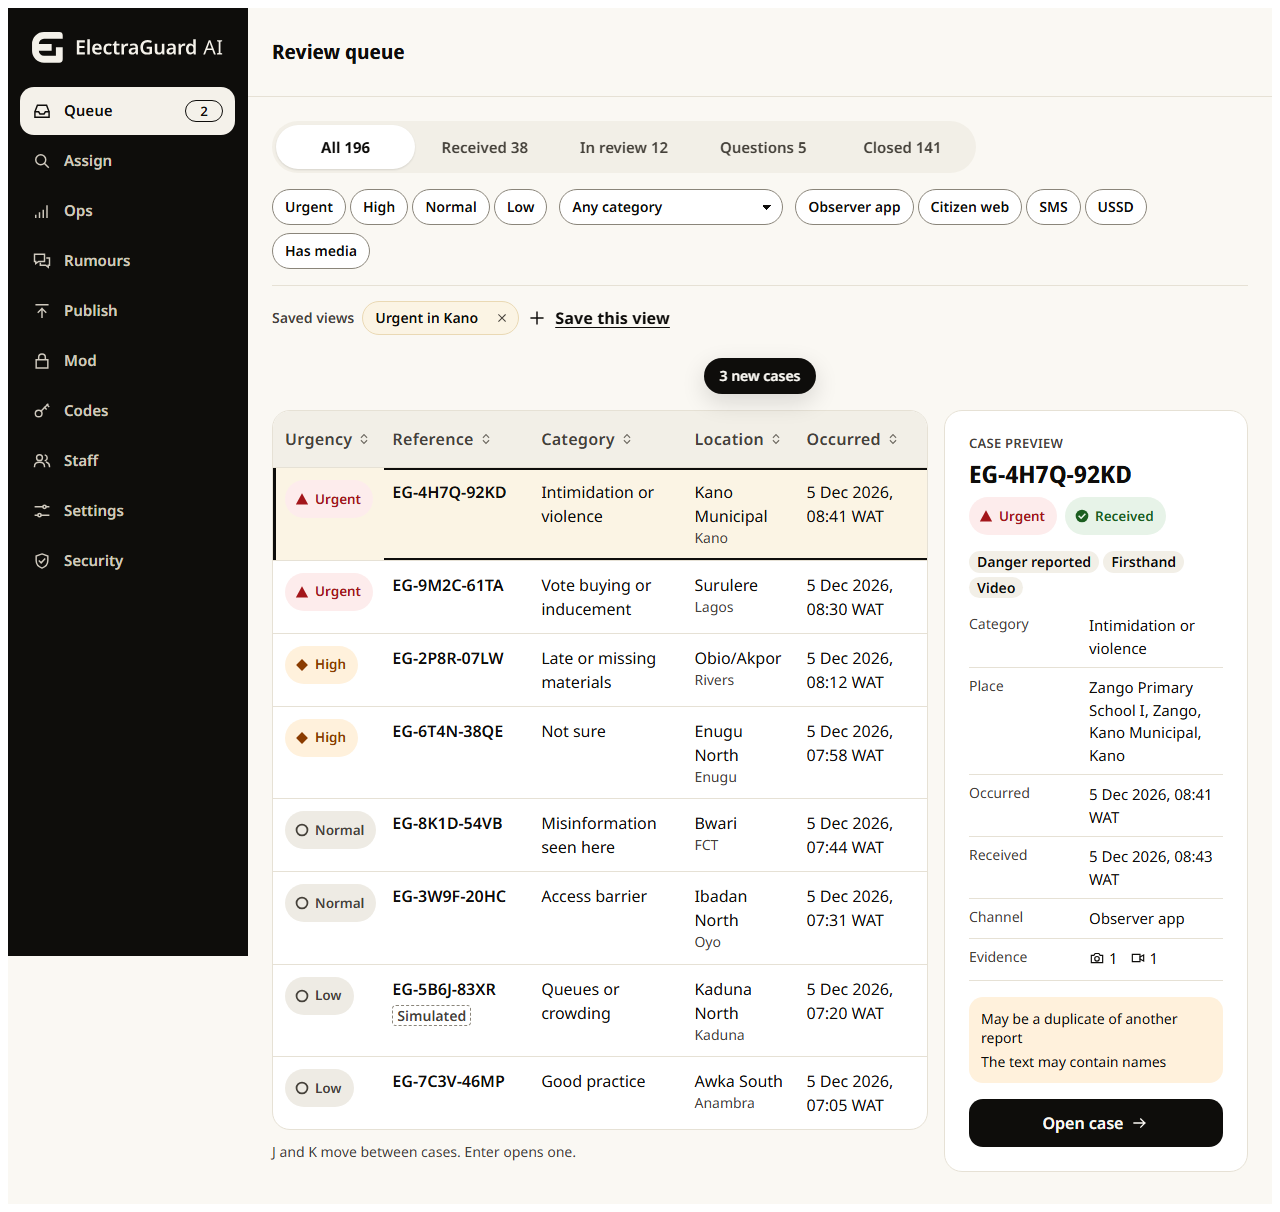 ElectraGuard AI
Queue 2
Assign
Ops
Rumours
Publish
Mod
Codes
Staff
Settings
Security
Review queue
All 196 Received 38 In review 12 Questions 5 Closed 141
Urgent High Normal Low Any category Observer app Citizen web SMS USSD
Has media
Saved views Urgent in Kano × + Save this view
3 new cases
Urgency Reference Category Location Occurred
Urgent EG-4H7Q-92KD Intimidation or Kano 5 Dec 2026,
violence Municipal 08:41 WAT
Kano
Urgent EG-9M2C-61TA Vote buying or Surulere 5 Dec 2026,
inducement Lagos 08:30 WAT
High EG-2P8R-07LW Late or missing Obio/Akpor 5 Dec 2026,
materials Rivers 08:12 WAT
High EG-6T4N-38QE Not sure Enugu 5 Dec 2026,
North 07:58 WAT
Enugu
Normal EG-8K1D-54VB Misinformation Bwari 5 Dec 2026,
seen here FCT 07:44 WAT
Normal EG-3W9F-20HC Access barrier Ibadan 5 Dec 2026,
North 07:31 WAT
Oyo
Low EG-5B6J-83XR Queues or Kaduna 5 Dec 2026,
Simulated crowding North 07:20 WAT
Kaduna
Low EG-7C3V-46MP Good practice Awka South 5 Dec 2026,
Anambra 07:05 WAT
J and K move between cases. Enter opens one.
CASE PREVIEW
EG-4H7Q-92KD
Urgent Received
Danger reported Firsthand
Video
Category Intimidation or
violence
Place Zango Primary
School I, Zango,
Kano Municipal,
Kano
Occurred 5 Dec 2026, 08:41
WAT
Received 5 Dec 2026, 08:43
WAT
Channel Observer app
Evidence 1 1
May be a duplicate of another
report
The text may contain names
Open case →